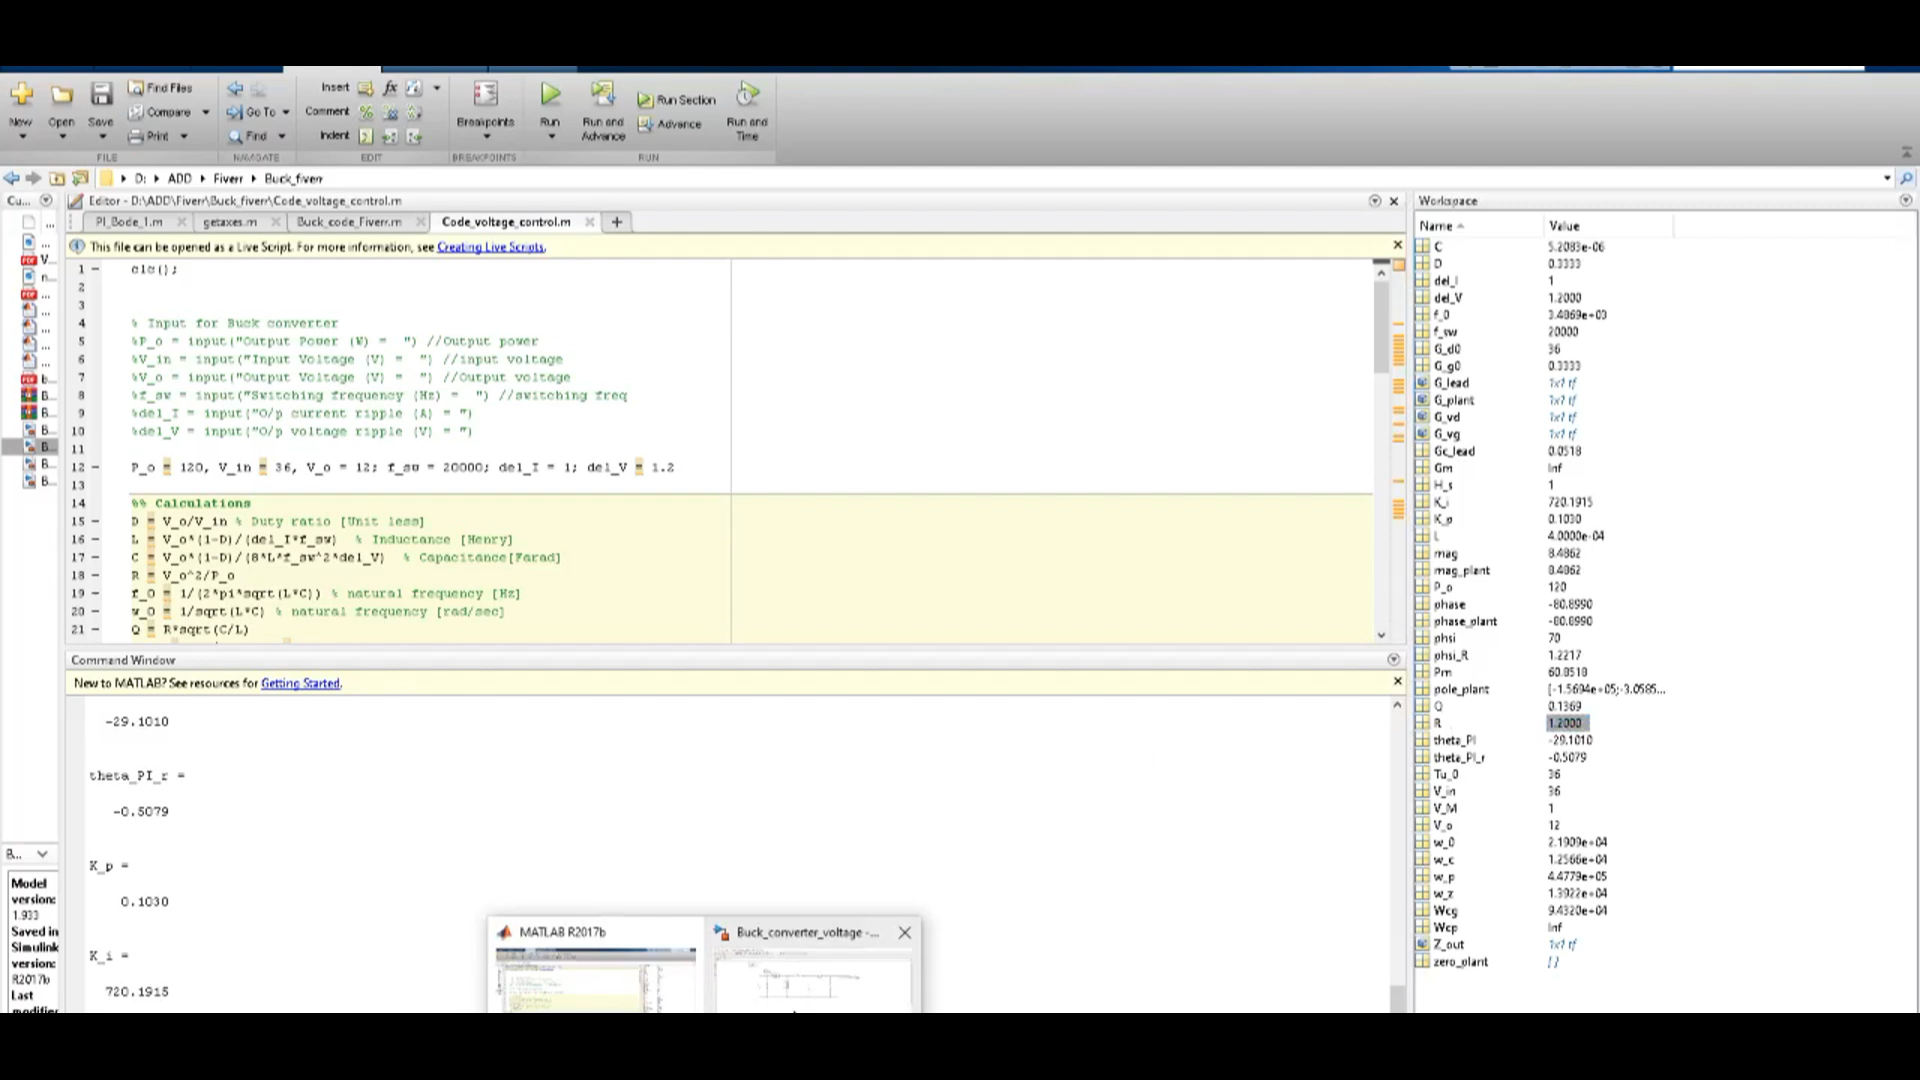 Find Files
Insert
fx
New
Open
Save
Compare
Go To
Comment
Breakpoints
Run
Run and
Advance
Run Section
Advance
Run and
Time
Print
Find
Indent
FILE
NAVIGATE
EDIT
BREAKPOINTS
RUN
D: ▸ ADD ▸ Fiverr ▸ Buck_fiverr
Cu...
Editor - D:\ADD\Fiverr\Buck_fiverr\Code_voltage_control.m
PI_Bode_1.m
getaxes.m
Buck_code_Fiverr.m
Code_voltage_control.m
This file can be opened as a Live Script. For more information, see Creating Live Scripts.
1 clc();
2
3
4 % Input for Buck converter
5 %P_o = input("Output Power (W) =  ") //Output power
6 %V_in = input("Input Voltage (V) =  ") //input voltage
7 %V_o = input("Output Voltage (V) =  ") //Output voltage
8 %f_sw = input("Switching frequency (Hz) =  ") //switching freq
9 %del_I = input("O/p current ripple (A) = ")
10 %del_V = input("O/p voltage ripple (V) = ")
11
12 P_o = 120, V_in = 36, V_o = 12; f_sw = 20000; del_I = 1; del_V = 1.2
13
14 %% Calculations
15 D = V_o/V_in % Duty ratio [Unit less]
16 L = V_o*(1-D)/(del_I*f_sw)  % Inductance [Henry]
17 C = V_o*(1-D)/(8*L*f_sw^2*del_V)  % Capacitance[Farad]
18 R = V_o^2/P_o
19 f_0 = 1/(2*pi*sqrt(L*C)) % natural frequency [Hz]
20 w_0 = 1/sqrt(L*C) % natural frequency [rad/sec]
21 Q = R*sqrt(C/L)
Command Window
New to MATLAB? See resources for Getting Started.
-29.1010
theta_PI_r =
-0.5079
K_p =
0.1030
K_i =
720.1915
B...
Model
version:
1.933
Saved in
Simulink
version:
R2017b
Last
MATLAB R2017b
Buck_converter_voltage -...
Workspace
Name Value
C 5.2083e-06
D 0.3333
del_I 1
del_V 1.2000
f_0 3.4869e+03
f_sw 20000
G_d0 36
G_g0 0.3333
G_lead 1x1 tf
G_plant 1x1 tf
G_vd 1x1 tf
G_vg 1x1 tf
Gc_lead 0.0518
Gm Inf
H_s 1
K_i 720.1915
K_p 0.1030
L 4.0000e-04
mag 8.4862
mag_plant 8.4862
P_o 120
phase -80.8990
phase_plant -80.8990
phsi 70
phsi_R 1.2217
Pm 60.8518
pole_plant [-1.5694e+05;-3.0585...
Q 0.1369
R 1.2000
theta_PI -29.1010
theta_PI_r -0.5079
Tu_0 36
V_in 36
V_M 1
V_o 12
w_0 2.1909e+04
w_c 1.2566e+04
w_p 4.4779e+05
w_z 1.3922e+04
Wcg 9.4320e+04
Wcp Inf
Z_out 1x1 tf
zero_plant []